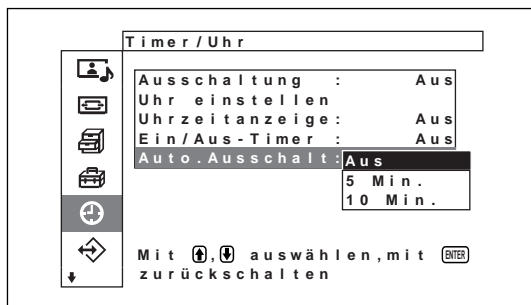 Timer/Uhr
Ausschaltung : Aus
Uhr einstellen
Uhrzeitanzeige: Aus
Ein/Aus-Timer : Aus
Auto.Ausschalt: Aus
5 Min.
10 Min.
Mit ↑,↓ auswählen,mit ENTER
zurückschalten